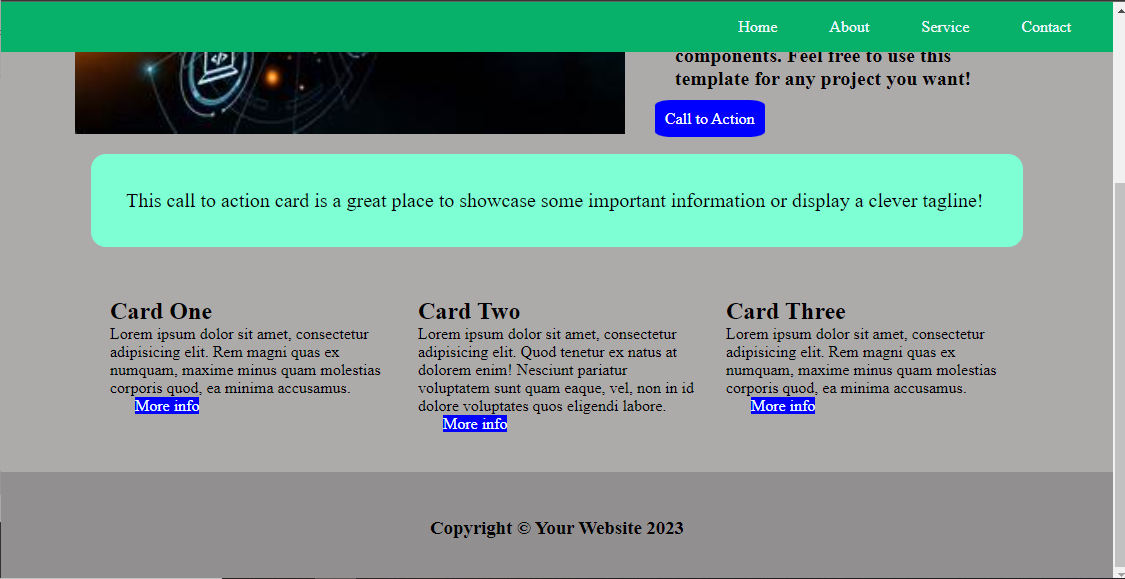 Home About Service Contact
components. Feel free to use this
template for any project you want!
Call to Action
This call to action card is a great place to showcase some important information or display a clever tagline!
Card One
Lorem ipsum dolor sit amet, consectetur
adipisicing elit. Rem magni quas ex
numquam, maxime minus quam molestias
corporis quod, ea minima accusamus.
More info
Card Two
Lorem ipsum dolor sit amet, consectetur
adipisicing elit. Quod tenetur ex natus at
dolorem enim! Nesciunt pariatur
voluptatem sunt quam eaque, vel, non in id
dolore voluptates quos eligendi labore.
More info
Card Three
Lorem ipsum dolor sit amet, consectetur
adipisicing elit. Rem magni quas ex
numquam, maxime minus quam molestias
corporis quod, ea minima accusamus.
More info
Copyright © Your Website 2023